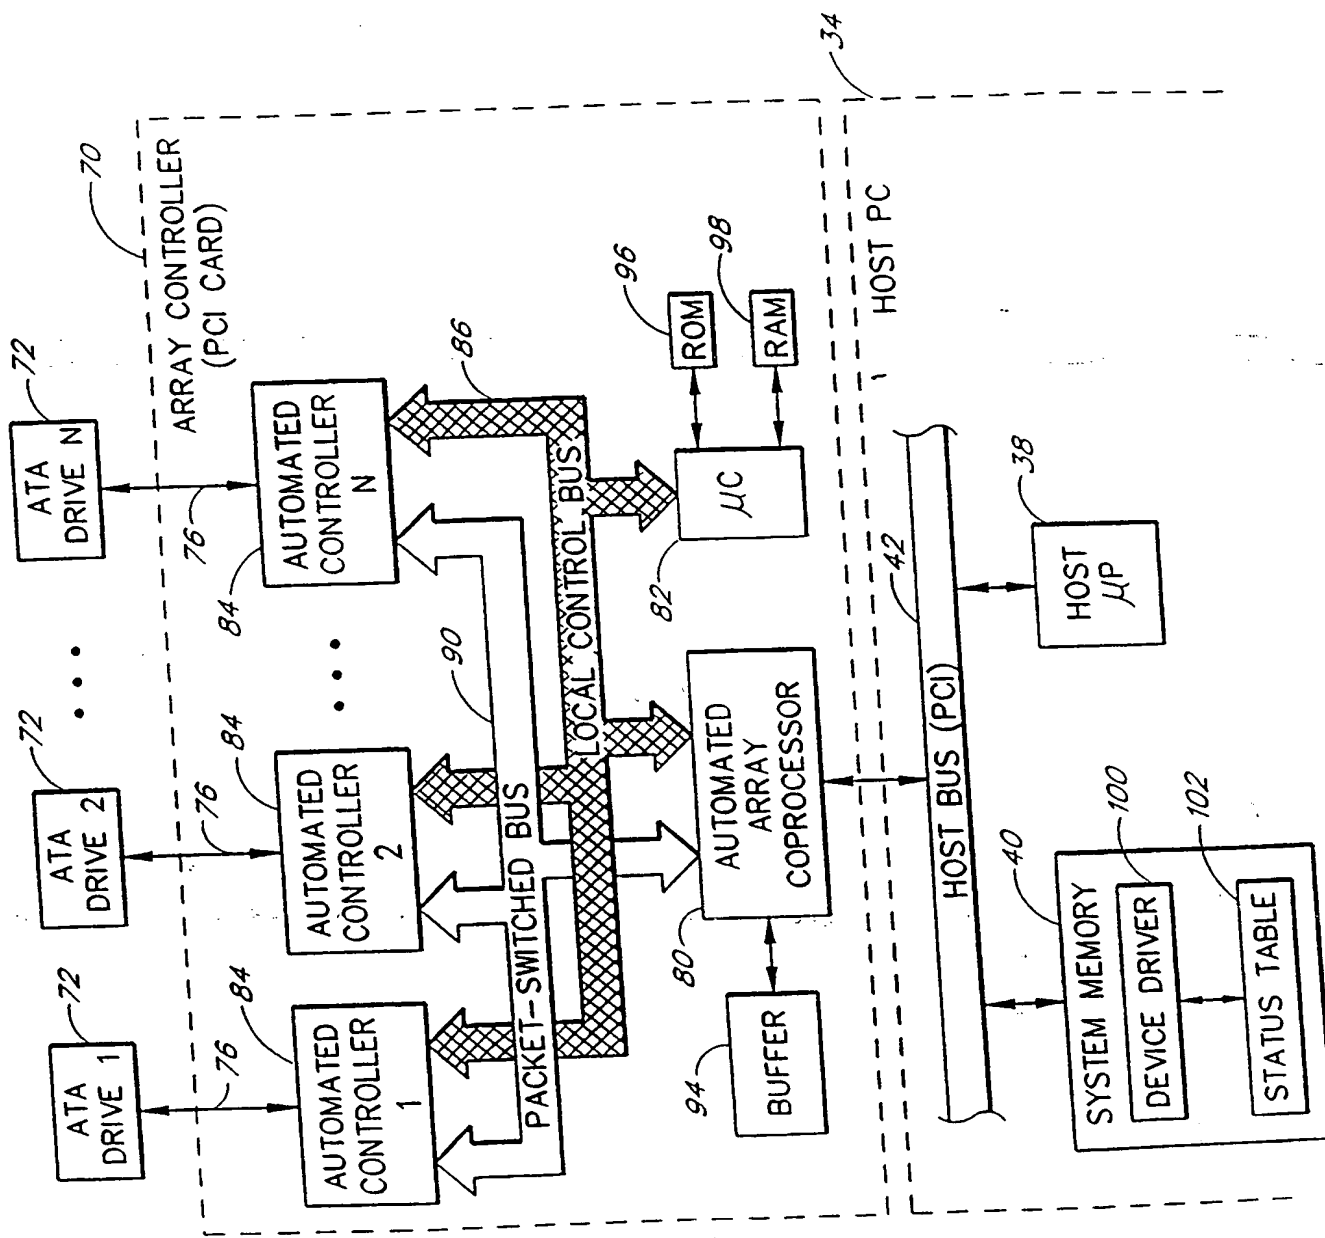 72
ATA
DRIVE 1
72
ATA
DRIVE 2
72
ATA
DRIVE N
70
76
76
76
ARRAY CONTROLLER
(PCI CARD)
84
AUTOMATED
CONTROLLER
1
84
AUTOMATED
CONTROLLER
2
84
AUTOMATED
CONTROLLER
N
90
86
PACKET-SWITCHED BUS
LOCAL CONTROL BUS
94
BUFFER
80
AUTOMATED
ARRAY
COPROCESSOR
82
μC
96
ROM
98
RAM
34
HOST PC
42
HOST BUS (PCI)
40
SYSTEM MEMORY
100
DEVICE DRIVER
102
STATUS TABLE
38
HOST
μP